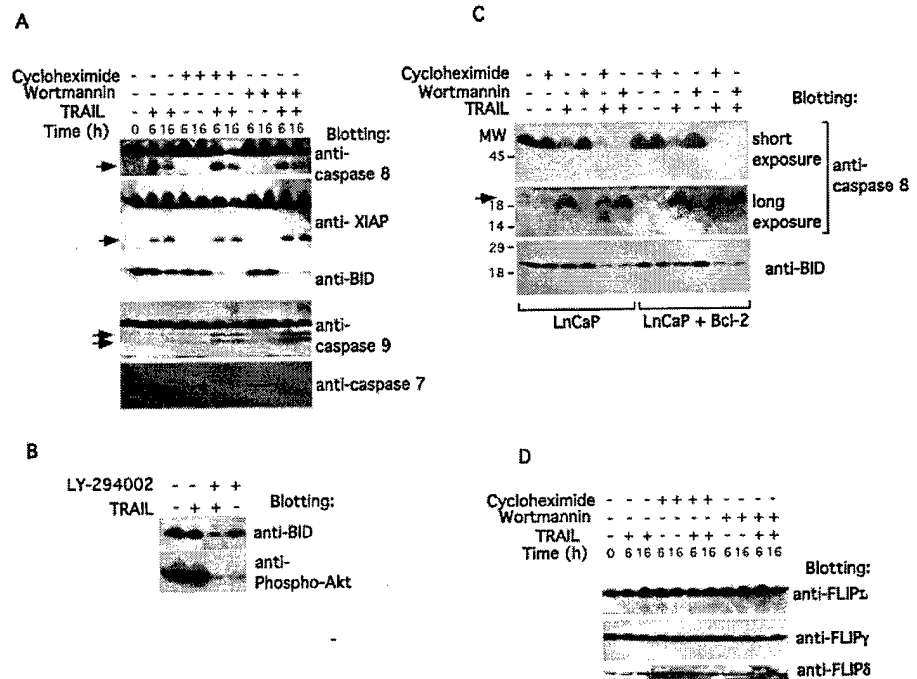 A
Cycloheximide - - - + + + + - - - -
Wortmannin - - - - - - - + + + +
TRAIL - + + - - + + - - + +
Time (h) 0 6 16 6 16 6 16 6 16 6 16
Blotting:
anti-
caspase 8
anti- XIAP
anti-BID
anti-
caspase 9
anti-caspase 7
C
Cycloheximide - + - - + - - + - - + -
Wortmannin - - - + - + - - - + - +
TRAIL - - + - + + - - + - + +
Blotting:
MW
45 -
short
exposure
18 -
14 -
long
exposure
anti-
caspase 8
29 -
18 -
anti-BID
LnCaP
LnCaP + Bcl-2
B
LY-294002 - - + +
TRAIL - + + -
Blotting:
anti-BID
anti-
Phospho-Akt
D
Cycloheximide - - - + + + + - - - -
Wortmannin - - - - - - - + + + +
TRAIL - + + - - + + - - + +
Time (h) 0 6 16 6 16 6 16 6 16 6 16
Blotting:
anti-FLIPL
anti-FLIPγ
anti-FLIPδ